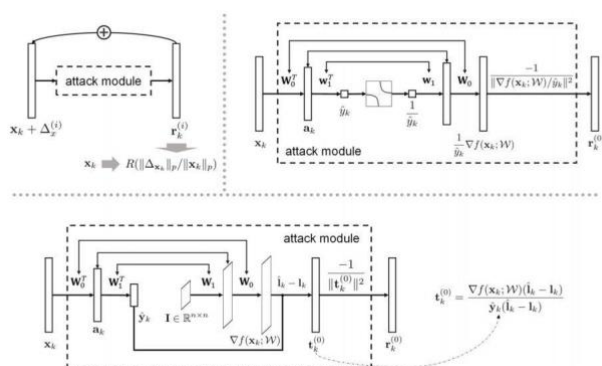 attack module
x_k + Δ_x^(i)
r_k^(i)
x_k ⇒ R(‖Δ_{x_k}‖_p/‖x_k‖_p)
W_0^T w_1^T w_1 W_0
-1 / ‖∇f(x_k; W)/ŷ_k‖²
ŷ_k
1/ŷ_k
a_k
x_k
1/ŷ_k ∇f(x_k; W)
r_k^(0
attack module
attack module
W_0^T W_1^T W_1 W_0
l̂_k − l_k
-1 / ‖t_k^(0)‖²
t_k^(0) = ∇f(x_k; W)(l̂_k − l_k) / ŷ_k(l̂_k − l_k)
ŷ_k
I ∈ ℝ^{n×n}
a_k
∇f(x_k; W)
x_k
t_k^(0)
r_k^(0)